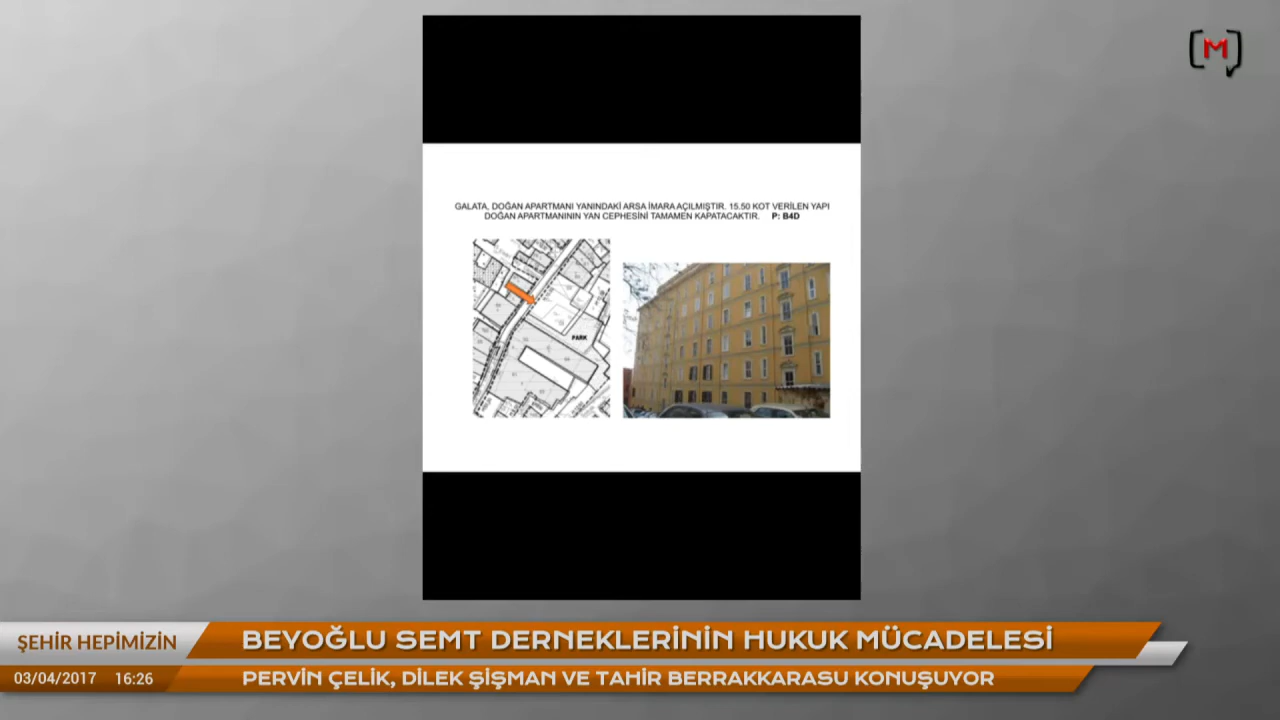 [M]
GALATA, DOĞAN APARTMANI YANINDAKİ ARSA İMARA AÇILMIŞTIR. 15.50 KOT VERİLEN YAPI
DOĞAN APARTMANININ YAN CEPHESİNİ TAMAMEN KAPATACAKTIR. P: B4D
PARK
ŞEHİR HEPİMİZİN
BEYOĞLU SEMT DERNEKLERİNİN HUKUK MÜCADELESİ
03/04/2017 16:26
PERVİN ÇELİK, DİLEK ŞİŞMAN VE TAHİR BERRAKKARASU KONUŞUYOR